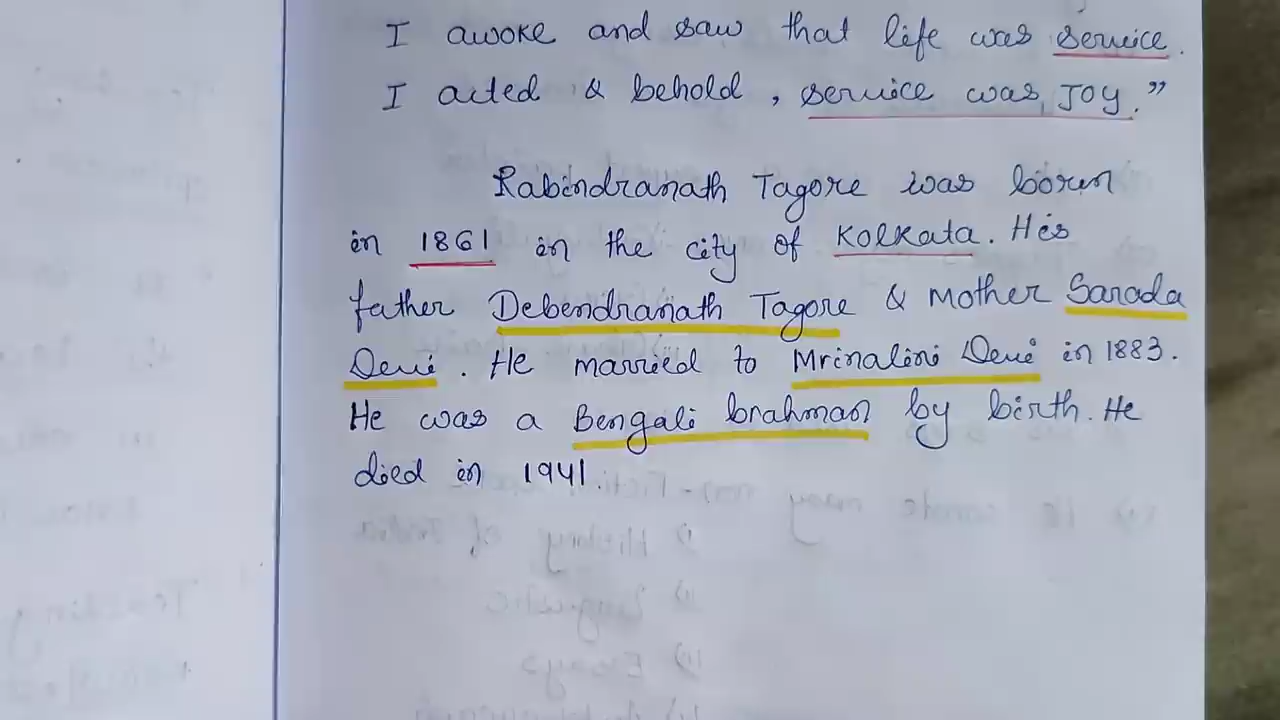 I awoke and saw that life was service.
I acted & behold, service was JOY."
Rabindranath Tagore was born
in 1861 in the city of Kolkata. His
father Debendranath Tagore & Mother Sarada
Devi. He married to Mrinalini Devi in 1883.
He was a Bengali brahman by birth. He
died in 1941.